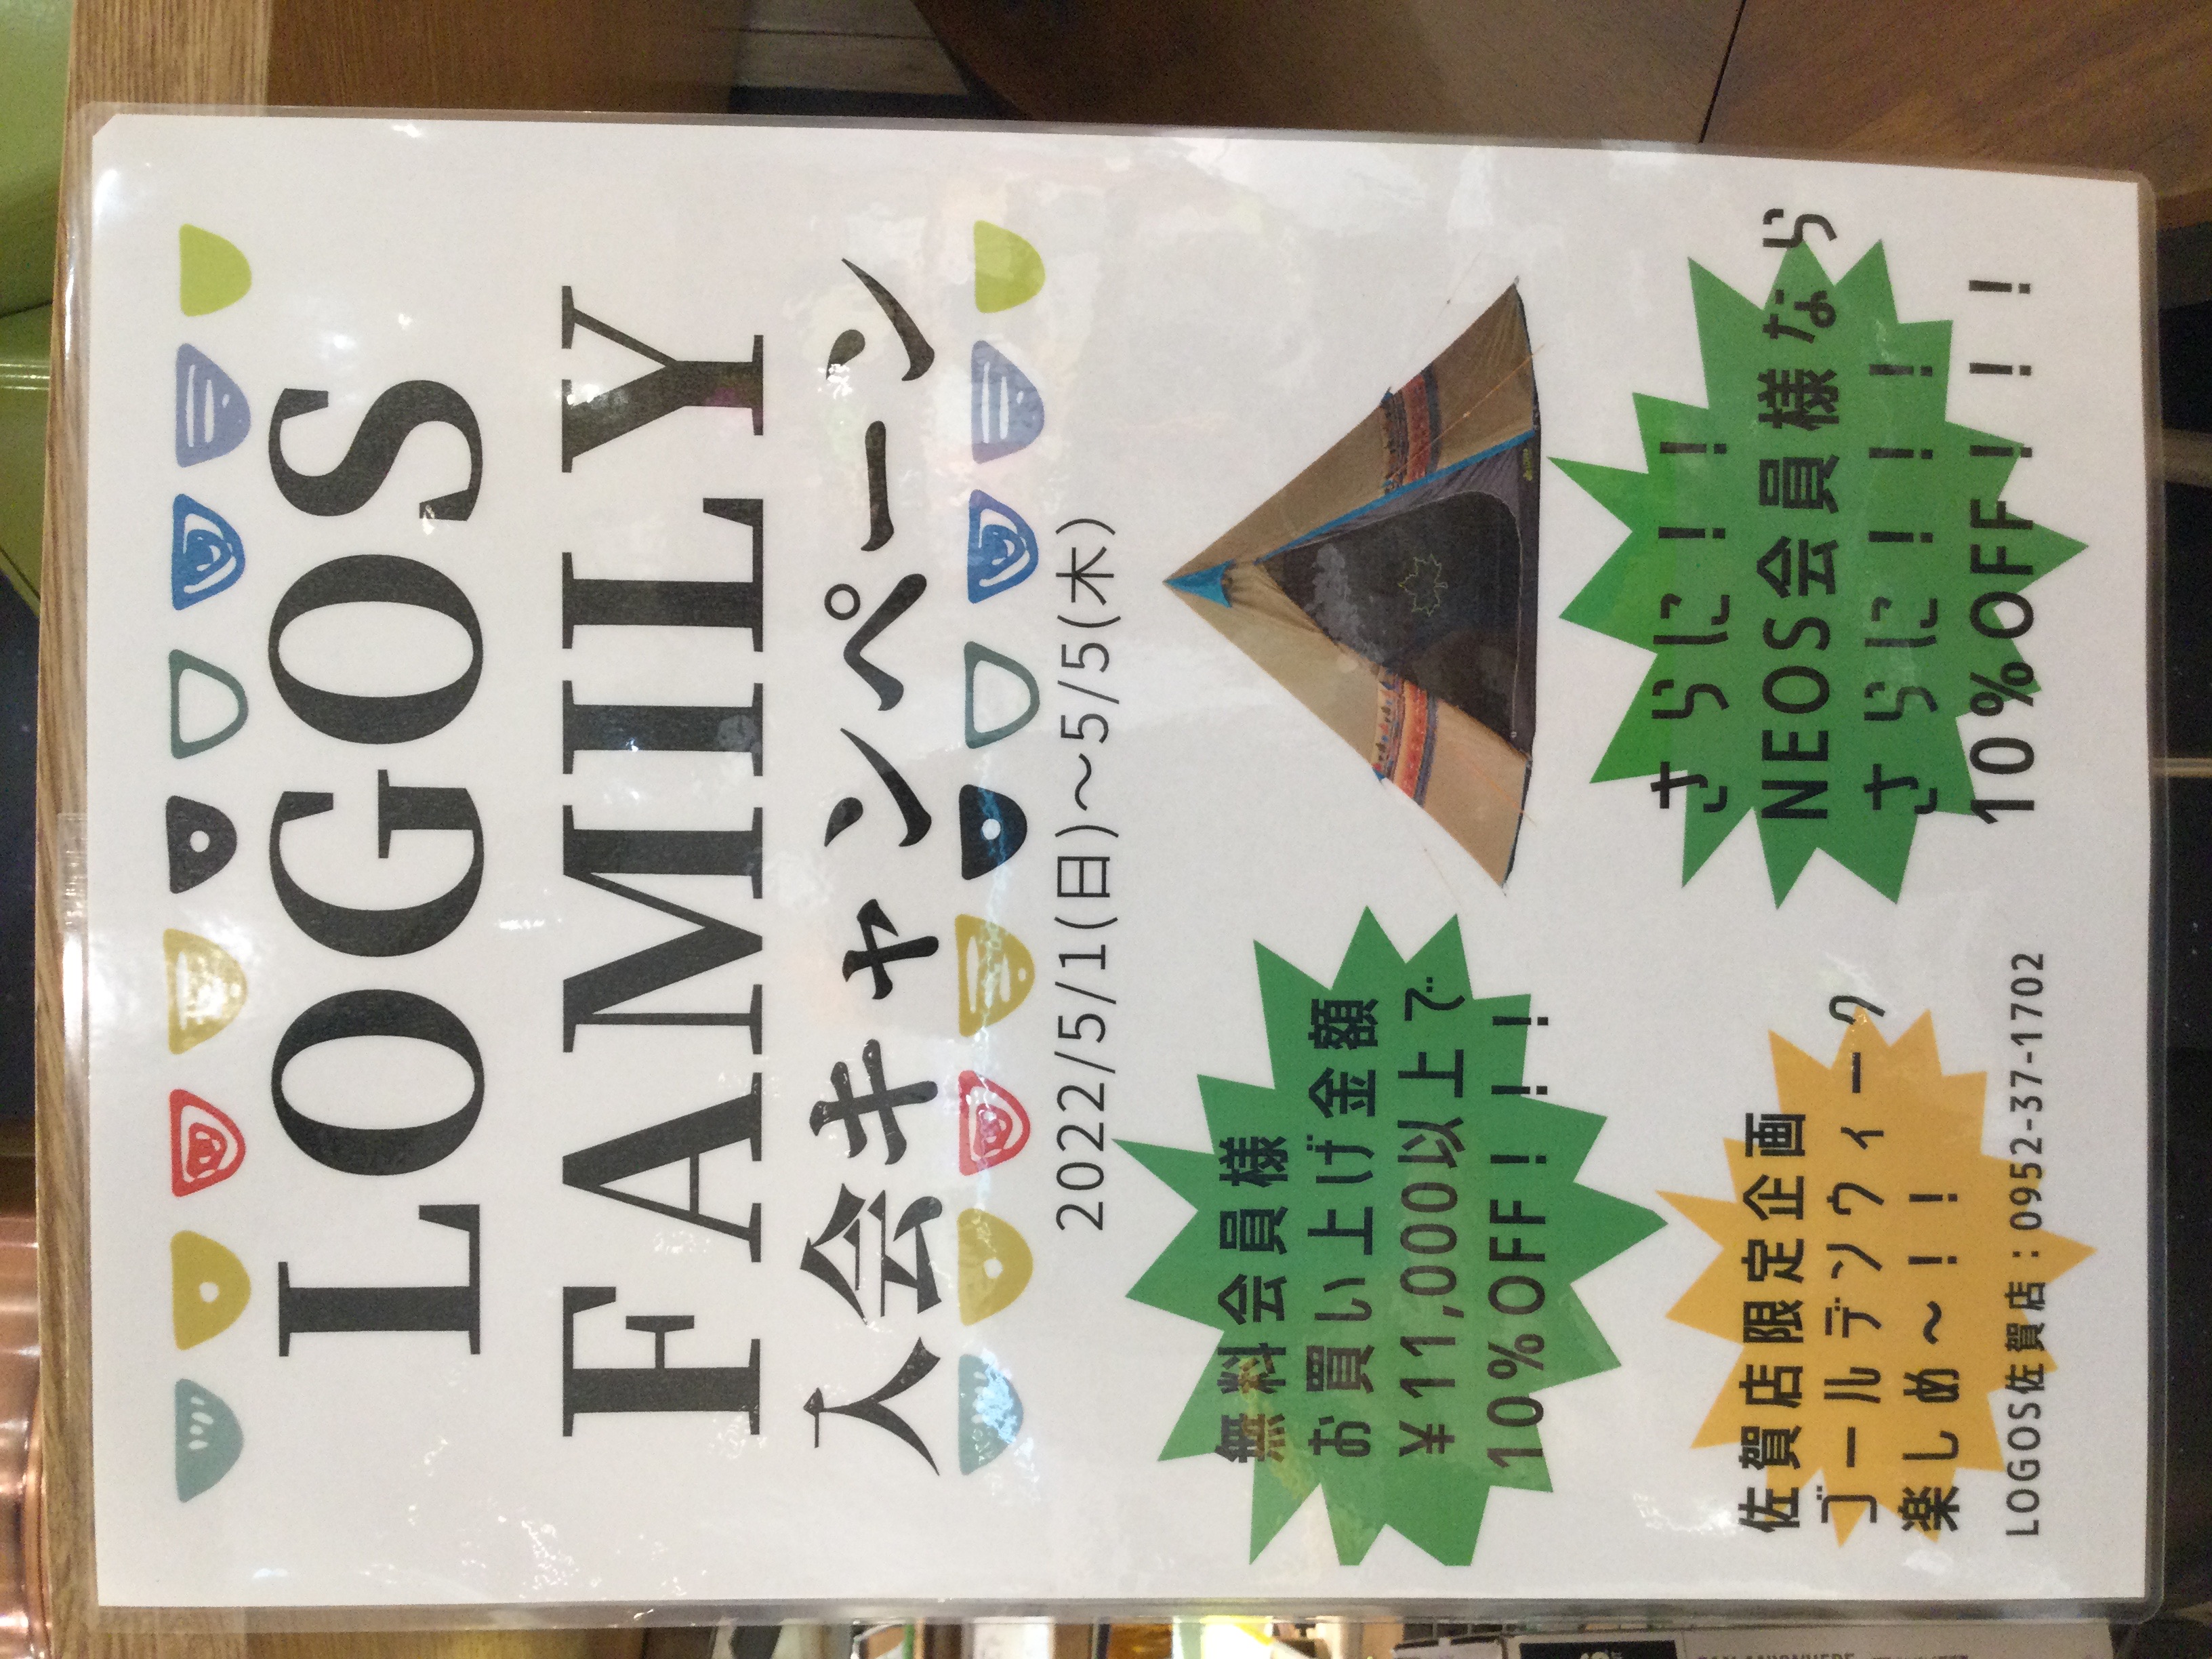 LOGOS
FAMILY
入会キャンペーン
2022/5/1(日)～5/5(木)
無料会員様
お買い上げ金額
¥11,000以上で
10%OFF！！！
さらに！！
NEOS会員様なら
さらに！！！
10%OFF！！！
佐賀店限定企画
ゴールデンウィーク
楽しめ～！！
LOGOS佐賀店：0952-37-1702